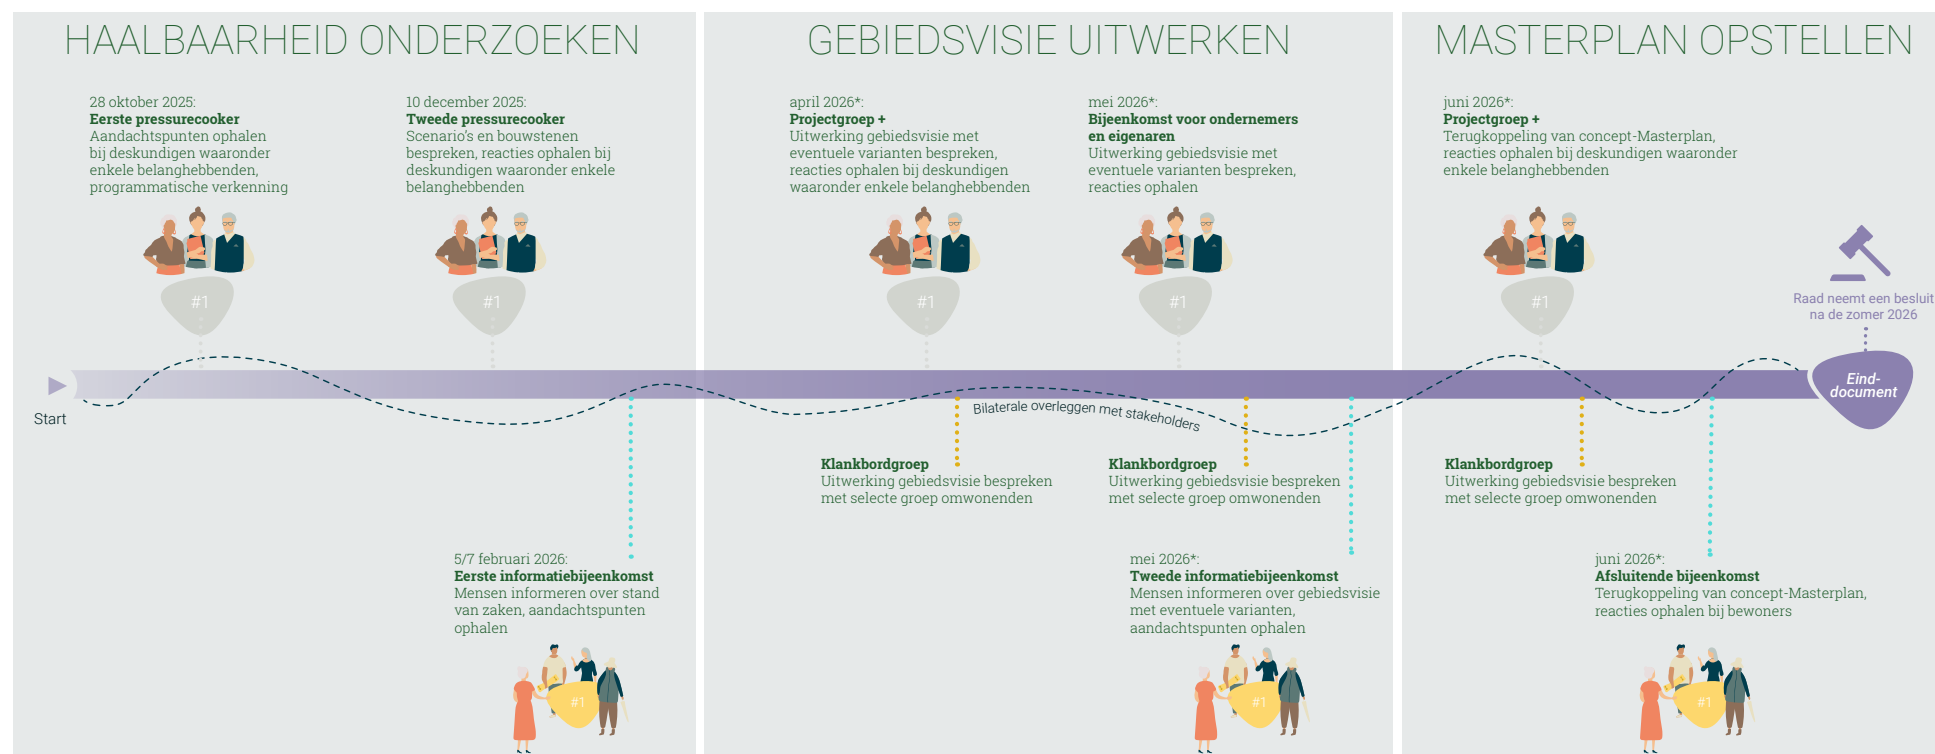 HAALBAARHEID ONDERZOEKEN
28 oktober 2025:
Eerste pressurecooker
Aandachtspunten ophalen
bij deskundigen waaronder
enkele belanghebbenden,
programmatische verkenning
#1
10 december 2025:
Tweede pressurecooker
Scenario's en bouwstenen
bespreken, reacties ophalen bij
deskundigen waaronder enkele
belanghebbenden
#1
Start
5/7 februari 2026:
Eerste informatiebijeenkomst
Mensen informeren over stand
van zaken, aandachtspunten
ophalen
#1
GEBIEDSVISIE UITWERKEN
april 2026*:
Projectgroep +
Uitwerking gebiedsvisie met
eventuele varianten bespreken,
reacties ophalen bij deskundigen
waaronder enkele belanghebbenden
#1
mei 2026*:
Bijeenkomst voor ondernemers
en eigenaren
Uitwerking gebiedsvisie met
eventuele varianten bespreken,
reacties ophalen
#1
Bilaterale overleggen met stakeholders
Klankbordgroep
Uitwerking gebiedsvisie bespreken
met selecte groep omwonenden
Klankbordgroep
Uitwerking gebiedsvisie bespreken
met selecte groep omwonenden
mei 2026*:
Tweede informatiebijeenkomst
Mensen informeren over gebiedsvisie
met eventuele varianten,
aandachtspunten ophalen
#1
MASTERPLAN OPSTELLEN
juni 2026*:
Projectgroep +
Terugkoppeling van concept-Masterplan,
reacties ophalen bij deskundigen waaronder
enkele belanghebbenden
#1
Raad neemt een besluit
na de zomer 2026
Eind-
document
Klankbordgroep
Uitwerking gebiedsvisie bespreken
met selecte groep omwonenden
juni 2026*:
Afsluitende bijeenkomst
Terugkoppeling van concept-Masterplan,
reacties ophalen bij bewoners
#1